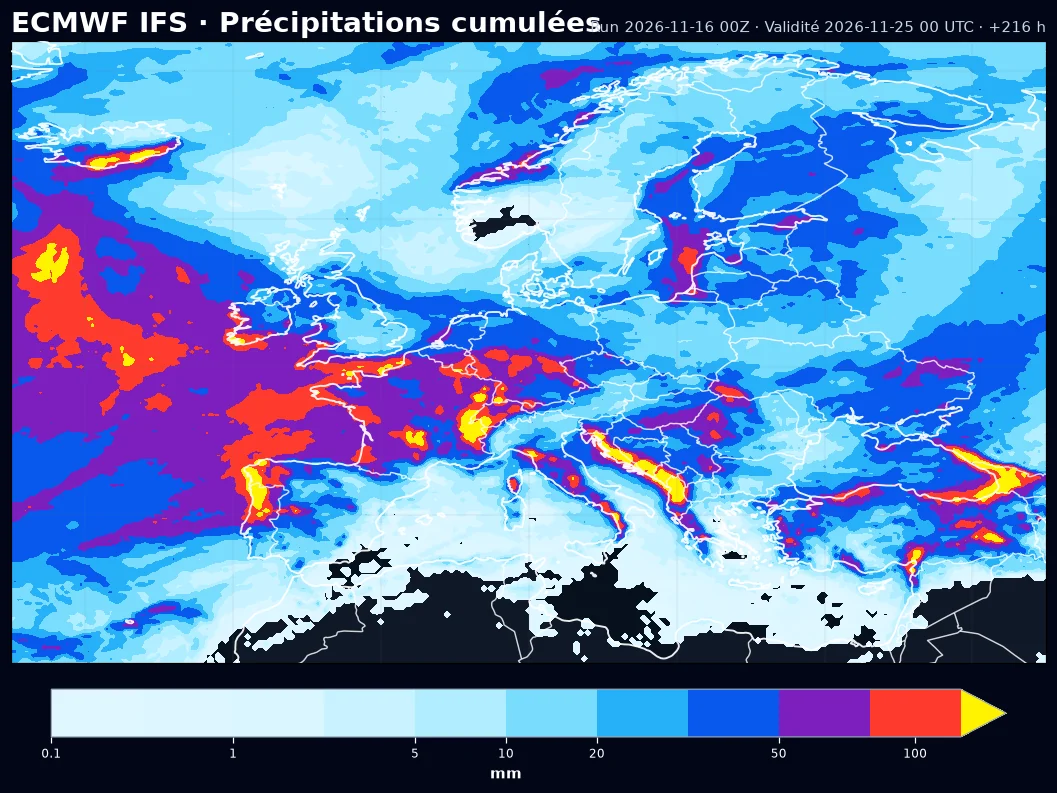 ECMWF IFS · Précipitations cumulées
Run 2026-11-16 00Z · Validité 2026-11-25 00 UTC · +216 h
0.1 1 5 10 20 50 100
mm